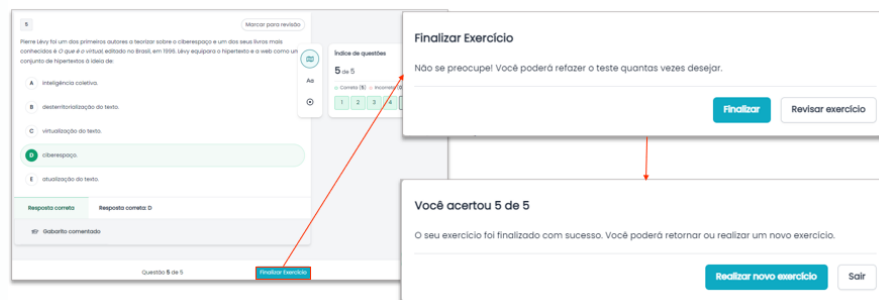 5
Marcar para revisão
Pierre Lévy foi um dos primeiros autores a teorizar sobre o ciberespaço e um dos seus livros mais
conhecidos é O que é o virtual, editado no Brasil, em 1996. Lévy equipara o hipertexto e a web como um
conjunto de hipertextos à ideia de:
A inteligência coletiva.
B desterritorialização do texto.
C virtualização do texto.
D ciberespaço.
E atualização do texto.
Resposta correta
Resposta correta: D
Gabarito comentado
Questão 5 de 5
Finalizar Exercício
Aa
Índice de questões
5 de 5
Correta (5) Incorreta (0
1 2 3 4
Finalizar Exercício
Não se preocupe! Você poderá refazer o teste quantas vezes desejar.
Finalizar
Revisar exercício
Você acertou 5 de 5
O seu exercício foi finalizado com sucesso. Você poderá retornar ou realizar um novo exercício.
Realizar novo exercício
Sair